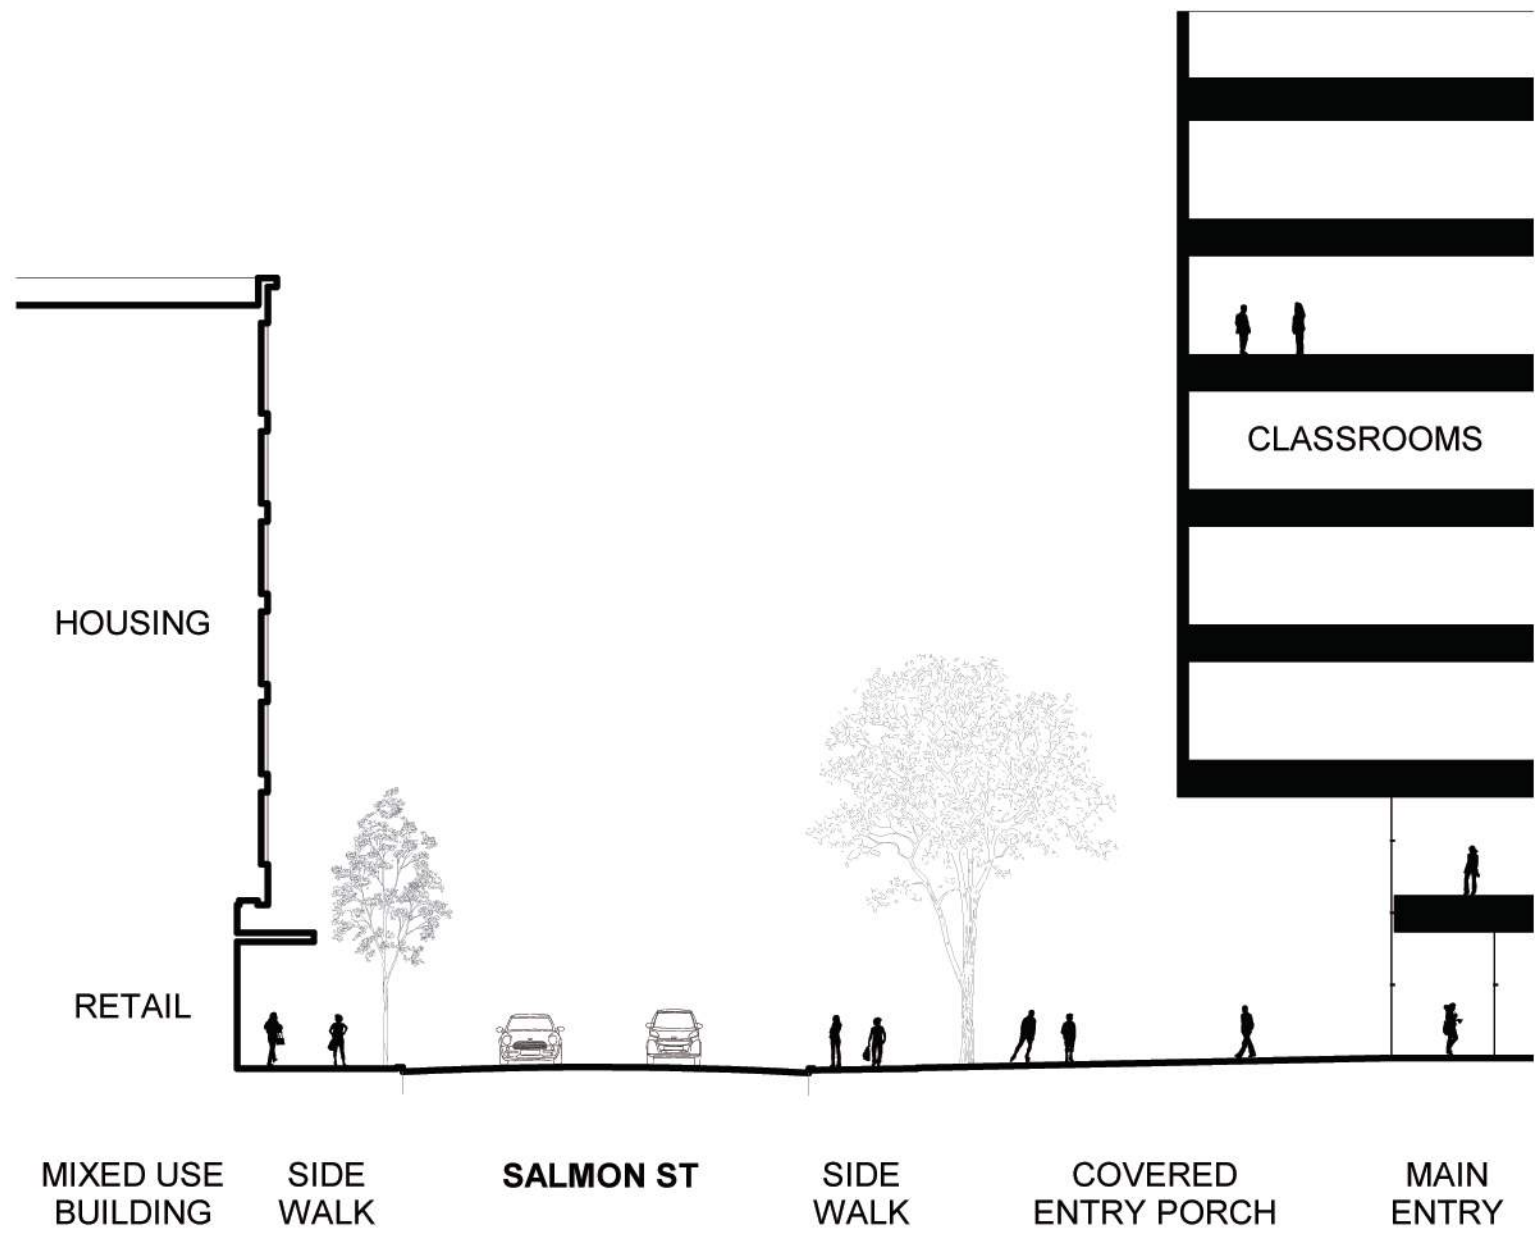 CLASSROOMS
HOUSING
RETAIL
MIXED USE
BUILDING
SIDE
WALK
SALMON ST
SIDE
WALK
COVERED
ENTRY PORCH
MAIN
ENTRY